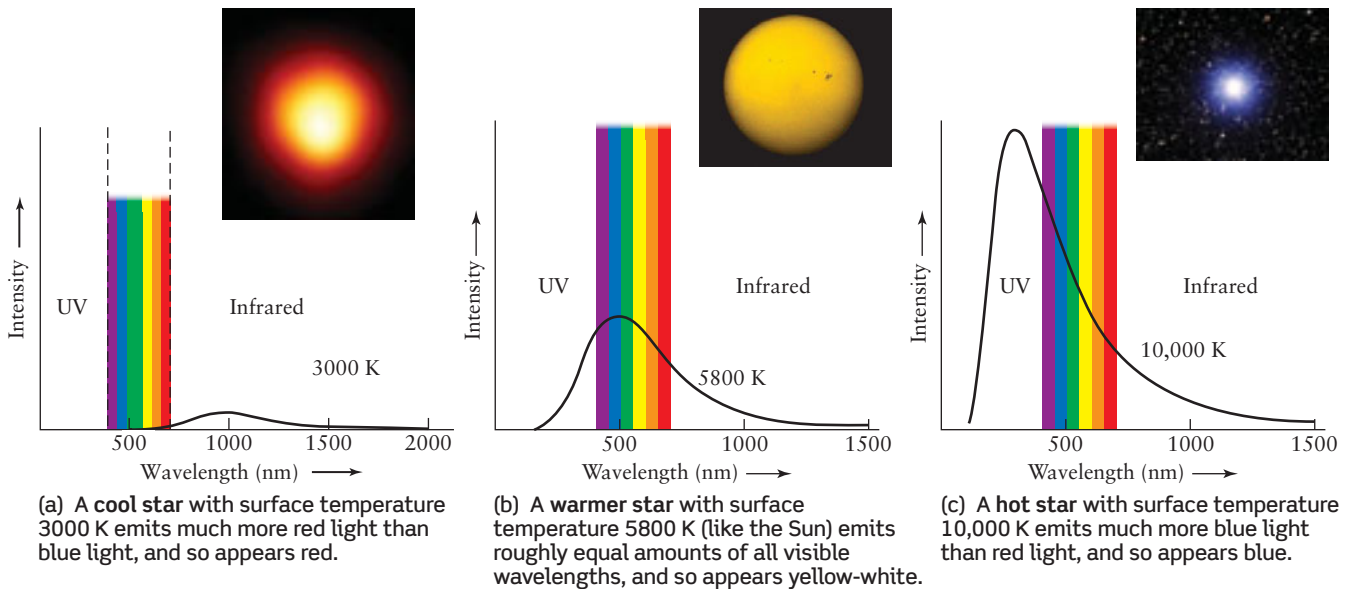 Intensity
UV
Infrared
3000 K
500
1000
1500
2000
Wavelength (nm)
(a) A cool star with surface temperature
3000 K emits much more red light than
blue light, and so appears red.
Intensity
UV
Infrared
5800 K
500
1000
1500
Wavelength (nm)
(b) A warmer star with surface
temperature 5800 K (like the Sun) emits
roughly equal amounts of all visible
wavelengths, and so appears yellow-white.
Intensity
UV
Infrared
10,000 K
500
1000
1500
Wavelength (nm)
(c) A hot star with surface temperature
10,000 K emits much more blue light
than red light, and so appears blue.